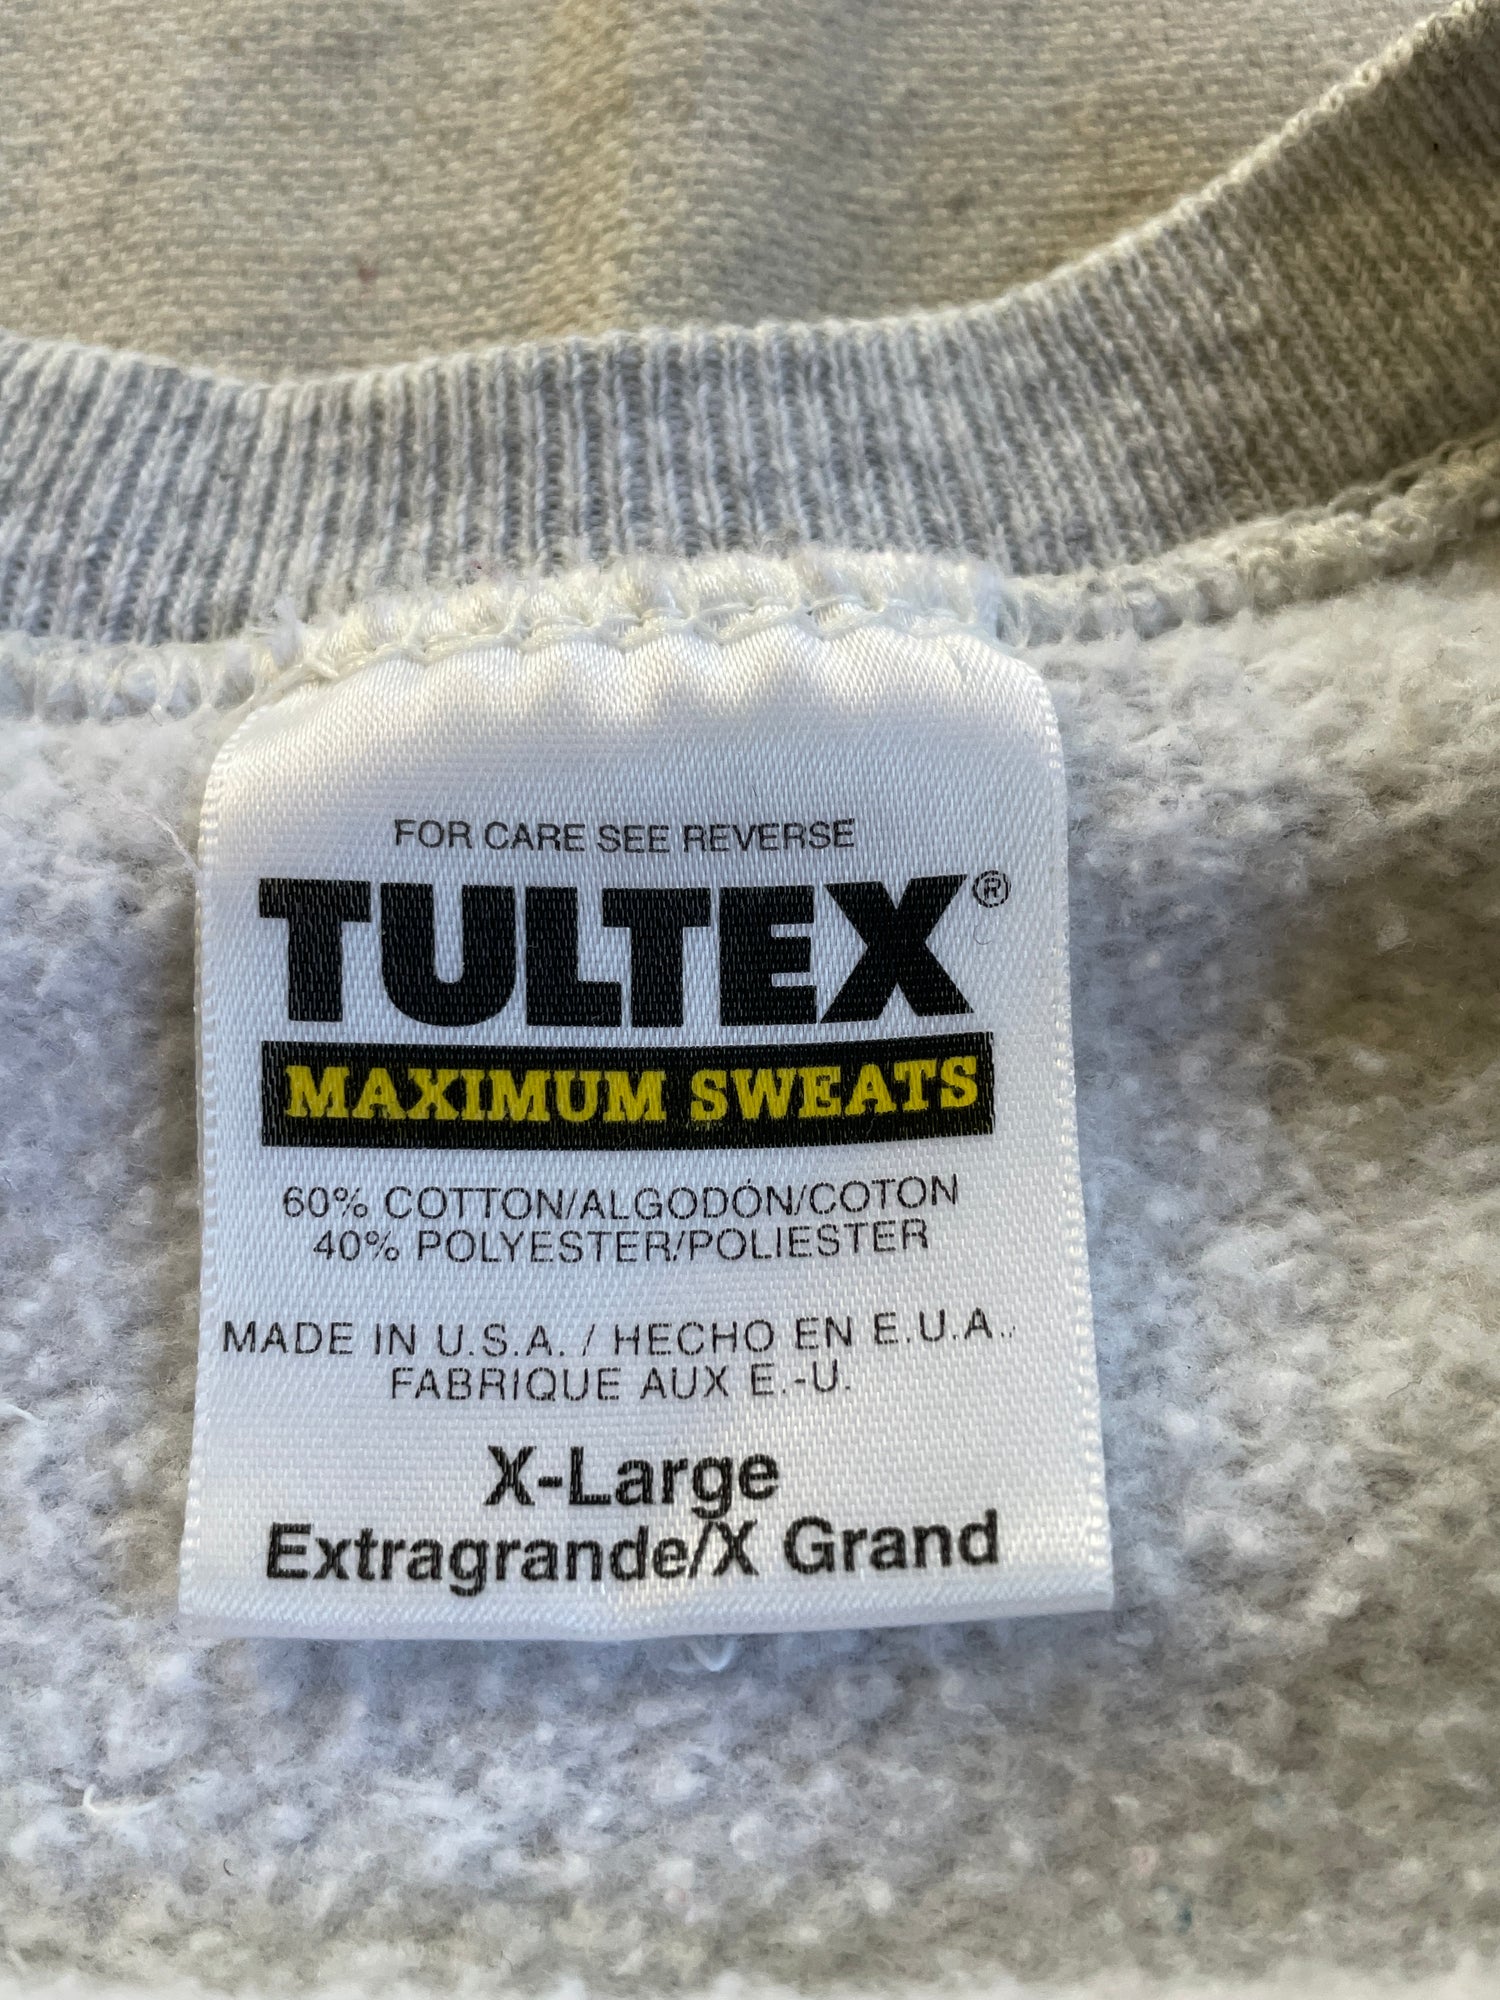 FOR CARE SEE REVERSE
TULTEX®
MAXIMUM SWEATS
60% COTTON/ALGODÓN/COTON
40% POLYESTER/POLIESTER
MADE IN U.S.A. / HECHO EN E.U.A./
FABRIQUE AUX E.-U.
X-Large
Extragrande/X Grand